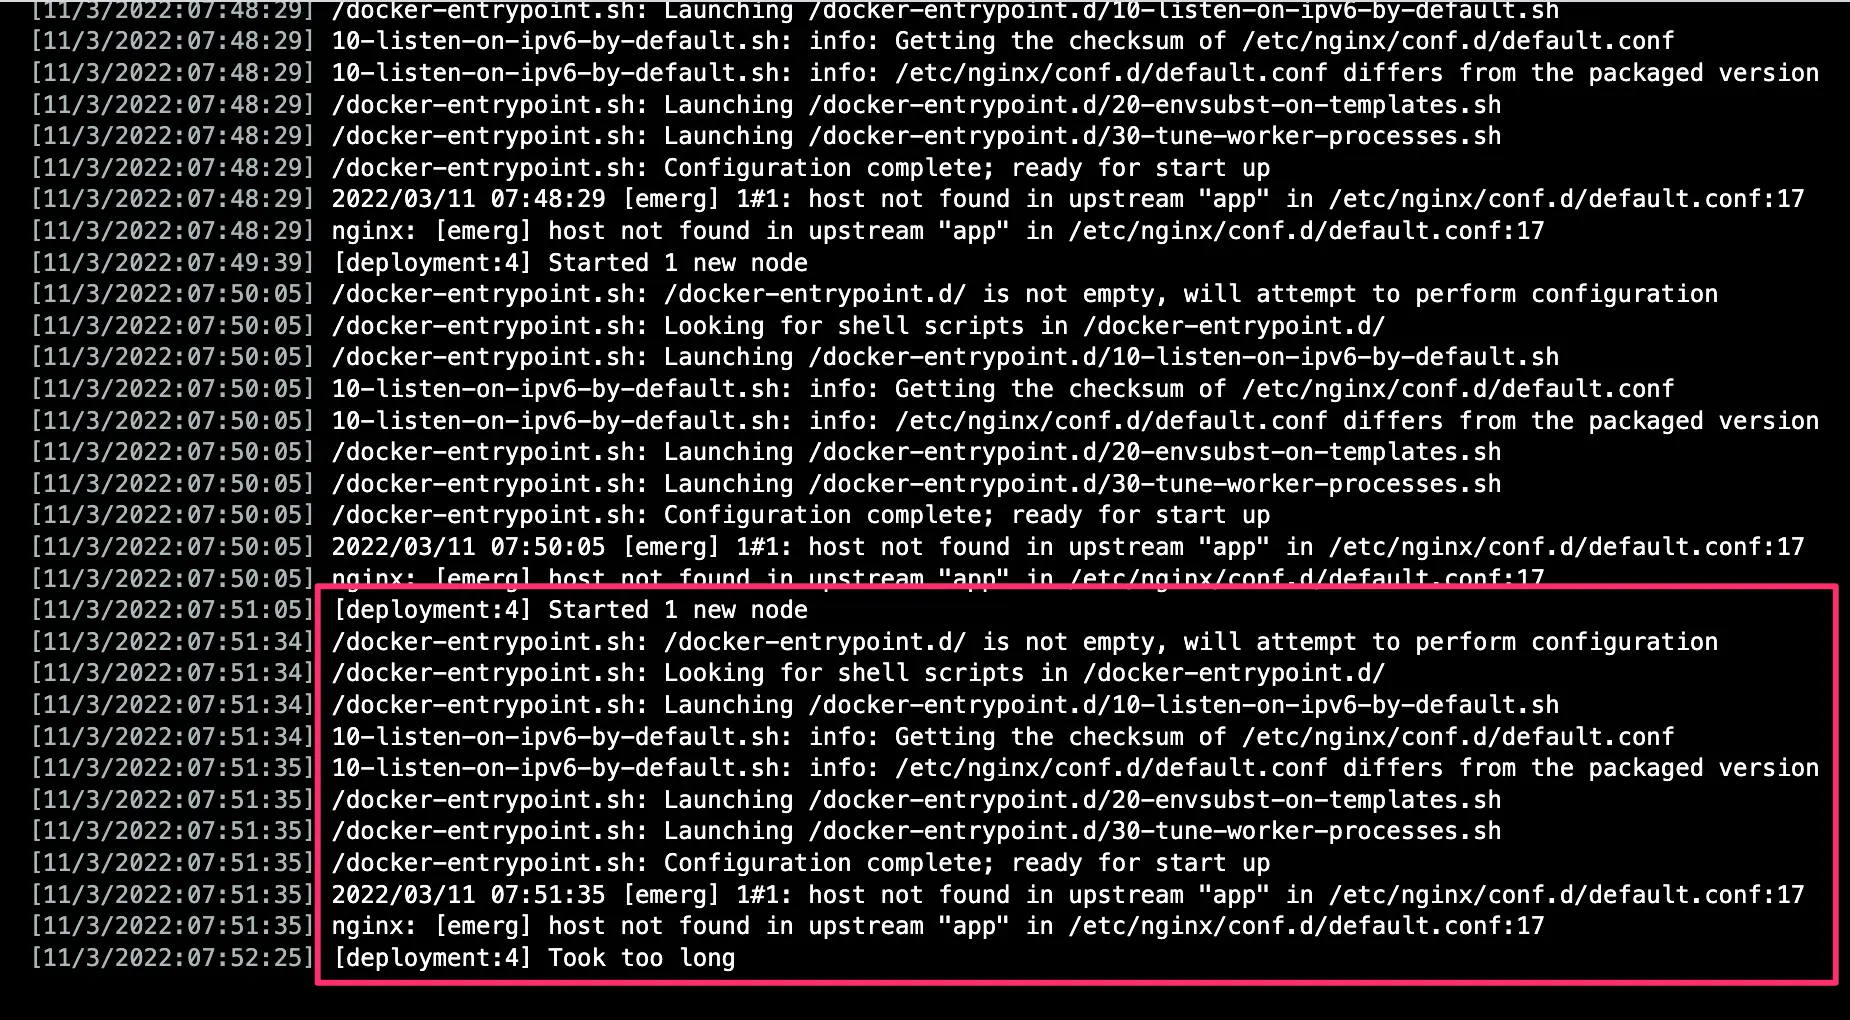 [11/3/2022:07:48:29] /docker-entrypoint.sh: Launching /docker-entrypoint.d/10-listen-on-ipv6-by-default.sh
[11/3/2022:07:48:29] 10-listen-on-ipv6-by-default.sh: info: Getting the checksum of /etc/nginx/conf.d/default.conf
[11/3/2022:07:48:29] 10-listen-on-ipv6-by-default.sh: info: /etc/nginx/conf.d/default.conf differs from the packaged version
[11/3/2022:07:48:29] /docker-entrypoint.sh: Launching /docker-entrypoint.d/20-envsubst-on-templates.sh
[11/3/2022:07:48:29] /docker-entrypoint.sh: Launching /docker-entrypoint.d/30-tune-worker-processes.sh
[11/3/2022:07:48:29] /docker-entrypoint.sh: Configuration complete; ready for start up
[11/3/2022:07:48:29] 2022/03/11 07:48:29 [emerg] 1#1: host not found in upstream "app" in /etc/nginx/conf.d/default.conf:17
[11/3/2022:07:48:29] nginx: [emerg] host not found in upstream "app" in /etc/nginx/conf.d/default.conf:17
[11/3/2022:07:49:39] [deployment:4] Started 1 new node
[11/3/2022:07:50:05] /docker-entrypoint.sh: /docker-entrypoint.d/ is not empty, will attempt to perform configuration
[11/3/2022:07:50:05] /docker-entrypoint.sh: Looking for shell scripts in /docker-entrypoint.d/
[11/3/2022:07:50:05] /docker-entrypoint.sh: Launching /docker-entrypoint.d/10-listen-on-ipv6-by-default.sh
[11/3/2022:07:50:05] 10-listen-on-ipv6-by-default.sh: info: Getting the checksum of /etc/nginx/conf.d/default.conf
[11/3/2022:07:50:05] 10-listen-on-ipv6-by-default.sh: info: /etc/nginx/conf.d/default.conf differs from the packaged version
[11/3/2022:07:50:05] /docker-entrypoint.sh: Launching /docker-entrypoint.d/20-envsubst-on-templates.sh
[11/3/2022:07:50:05] /docker-entrypoint.sh: Launching /docker-entrypoint.d/30-tune-worker-processes.sh
[11/3/2022:07:50:05] /docker-entrypoint.sh: Configuration complete; ready for start up
[11/3/2022:07:50:05] 2022/03/11 07:50:05 [emerg] 1#1: host not found in upstream "app" in /etc/nginx/conf.d/default.conf:17
[11/3/2022:07:50:05] nginx: [emerg] host not found in upstream "app" in /etc/nginx/conf.d/default.conf:17
[11/3/2022:07:51:05] [deployment:4] Started 1 new node
[11/3/2022:07:51:34] /docker-entrypoint.sh: /docker-entrypoint.d/ is not empty, will attempt to perform configuration
[11/3/2022:07:51:34] /docker-entrypoint.sh: Looking for shell scripts in /docker-entrypoint.d/
[11/3/2022:07:51:34] /docker-entrypoint.sh: Launching /docker-entrypoint.d/10-listen-on-ipv6-by-default.sh
[11/3/2022:07:51:34] 10-listen-on-ipv6-by-default.sh: info: Getting the checksum of /etc/nginx/conf.d/default.conf
[11/3/2022:07:51:35] 10-listen-on-ipv6-by-default.sh: info: /etc/nginx/conf.d/default.conf differs from the packaged version
[11/3/2022:07:51:35] /docker-entrypoint.sh: Launching /docker-entrypoint.d/20-envsubst-on-templates.sh
[11/3/2022:07:51:35] /docker-entrypoint.sh: Launching /docker-entrypoint.d/30-tune-worker-processes.sh
[11/3/2022:07:51:35] /docker-entrypoint.sh: Configuration complete; ready for start up
[11/3/2022:07:51:35] 2022/03/11 07:51:35 [emerg] 1#1: host not found in upstream "app" in /etc/nginx/conf.d/default.conf:17
[11/3/2022:07:51:35] nginx: [emerg] host not found in upstream "app" in /etc/nginx/conf.d/default.conf:17
[11/3/2022:07:52:25] [deployment:4] Took too long